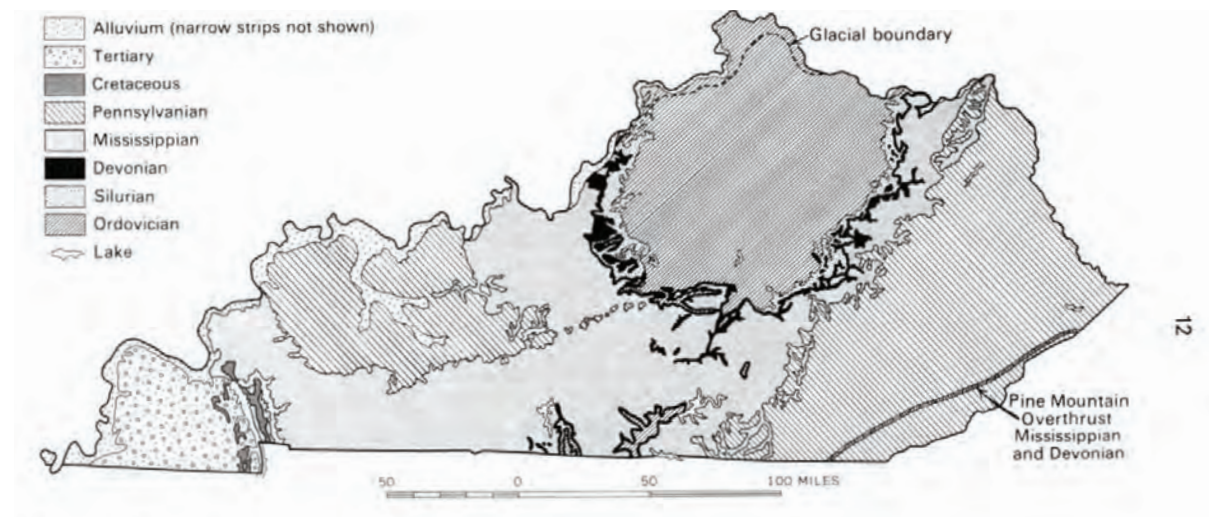 Alluvium (narrow strips not shown)
Tertiary
Cretaceous
Pennsylvanian
Mississippian
Devonian
Silurian
Ordovician
Lake
Glacial boundary
12
Pine Mountain
Overthrust
Mississippian
and Devonian
50 0 50 100 MILES